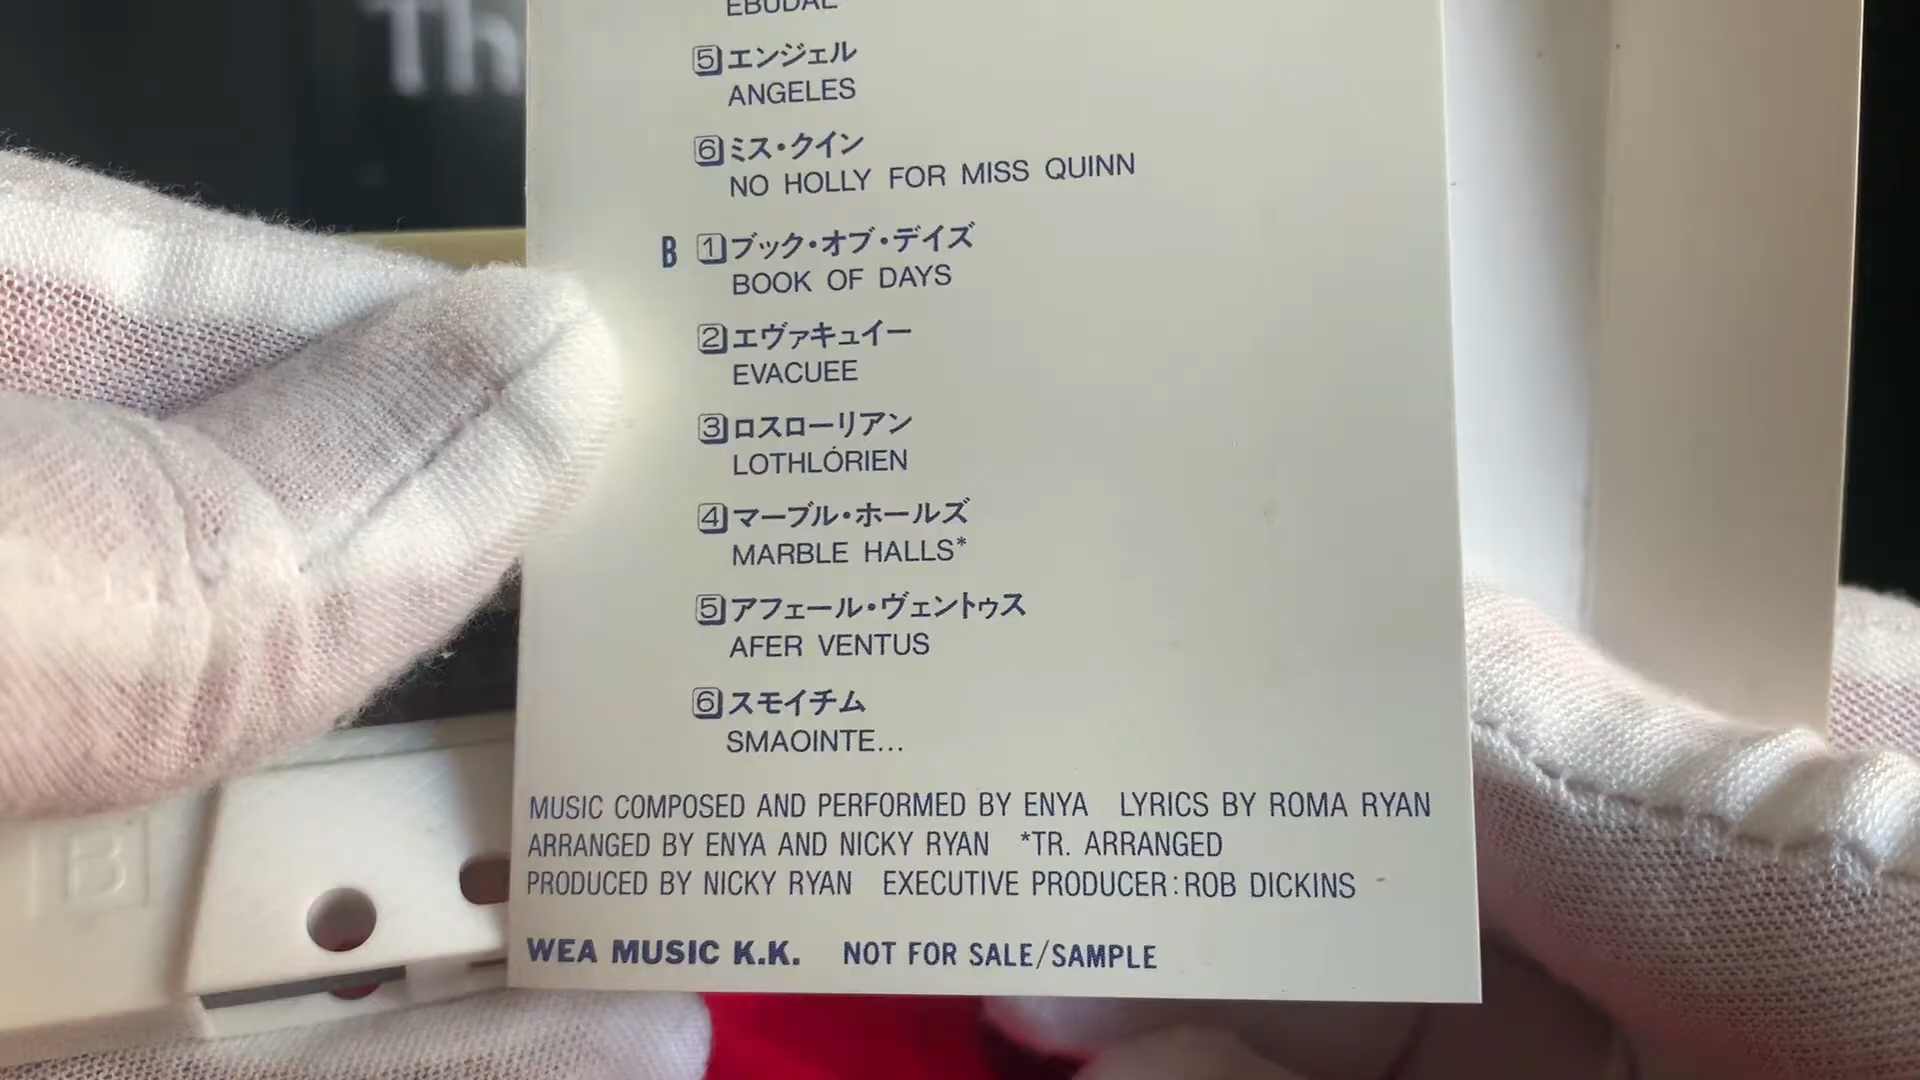 Th
EBUDAE
5 エンジェル
ANGELES
6 ミス・クイン
NO HOLLY FOR MISS QUINN
B 1 ブック・オブ・デイズ
BOOK OF DAYS
2 エヴァキュイー
EVACUEE
3 ロスローリアン
LOTHLÓRIEN
4 マーブル・ホールズ
MARBLE HALLS*
5 アフェール・ヴェントゥス
AFER VENTUS
6 スモイチム
SMAOINTE...
MUSIC COMPOSED AND PERFORMED BY ENYA LYRICS BY ROMA RYAN
ARRANGED BY ENYA AND NICKY RYAN *TR. ARRANGED
PRODUCED BY NICKY RYAN EXECUTIVE PRODUCER:ROB DICKINS
WEA MUSIC K.K. NOT FOR SALE/SAMPLE
B